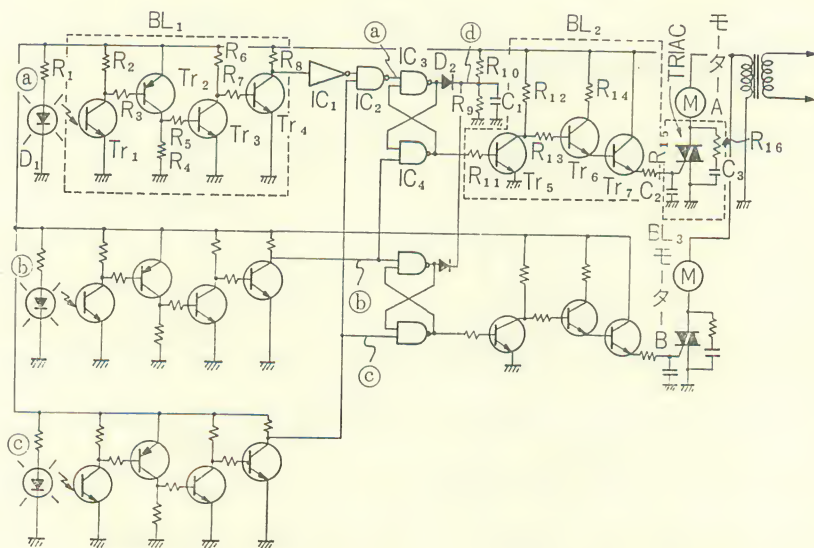 BL₁
ⓐ
R₁
D₁
R₂
R₃
Tr₁
Tr₂
R₅
R₄
R₆
R₇
Tr₃
R₈
Tr₄
IC₁
IC₂
ⓐ
IC₃
D₂
ⓓ
R₁₀
R₉
C₁
IC₄
BL₂
R₁₂
R₁₁
R₁₃
Tr₅
R₁₄
Tr₆
Tr₇
C₂
R₁₅
TRIAC
モーターA
M
R₁₆
C₃
BL₃
ⓑ
ⓑ
ⓒ
モーターB
M
ⓒ